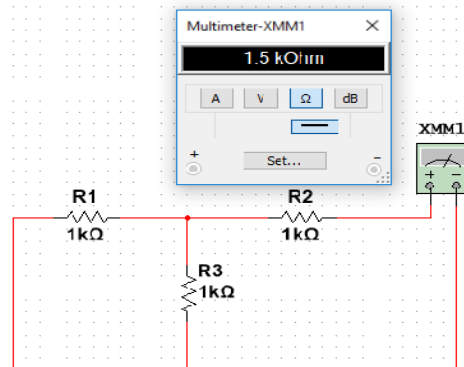 Multimeter-XMM1 ×
1.5 kOhm
A V Ω dB
+ Set... -
XMM1
+ -
R1
1kΩ
R2
1kΩ
R3
1kΩ